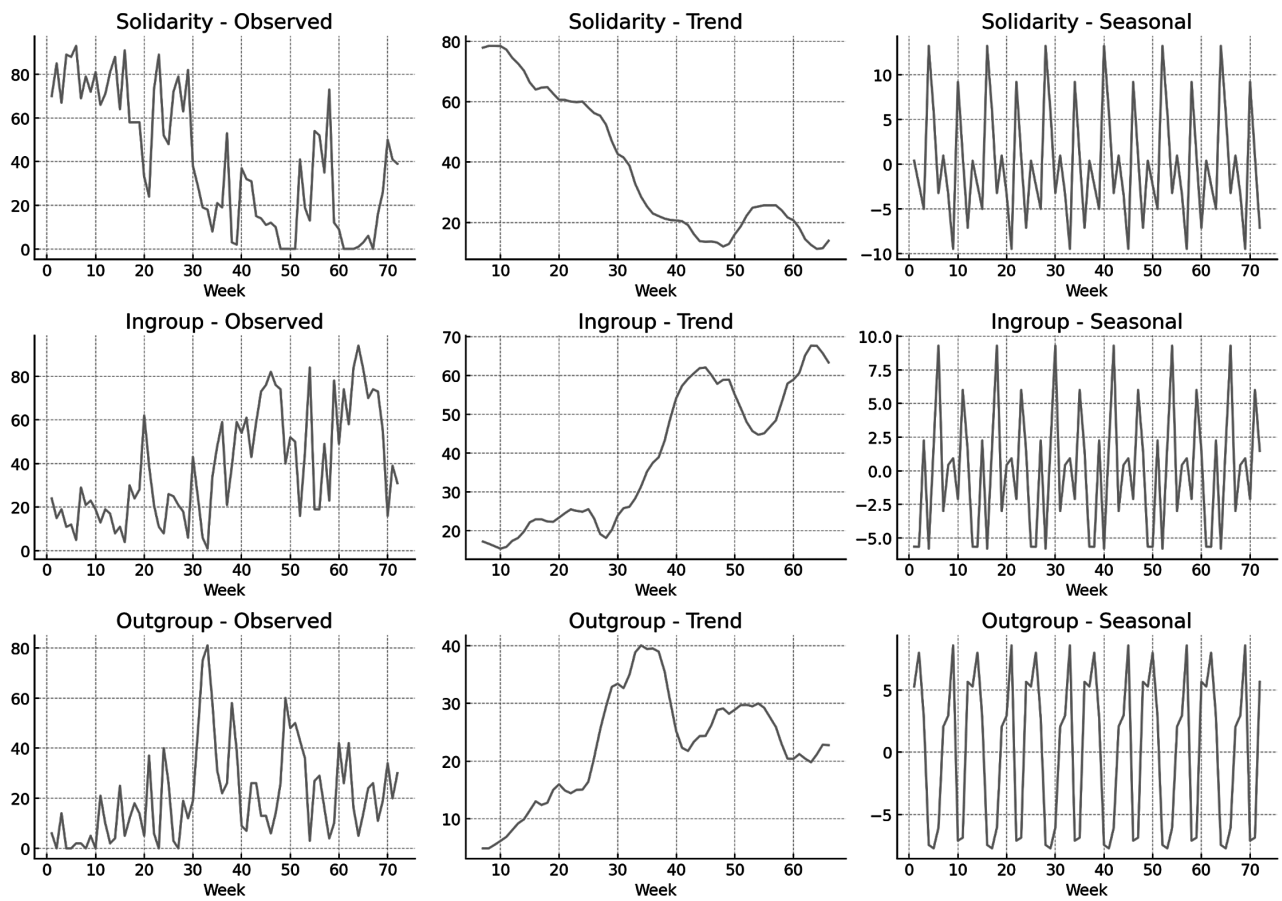 Solidarity - Observed
Solidarity - Trend
Solidarity - Seasonal
80
60
40
20
0
0 10 20 30 40 50 60 70
Week
80
60
40
20
10 20 30 40 50 60
Week
10
5
0
−5
−10
0 10 20 30 40 50 60 70
Week
Ingroup - Observed
Ingroup - Trend
Ingroup - Seasonal
80
60
40
20
0
0 10 20 30 40 50 60 70
Week
70
60
50
40
30
20
10 20 30 40 50 60
Week
10.0
7.5
5.0
2.5
0.0
−2.5
−5.0
0 10 20 30 40 50 60 70
Week
Outgroup - Observed
Outgroup - Trend
Outgroup - Seasonal
80
60
40
20
0
0 10 20 30 40 50 60 70
Week
40
30
20
10
10 20 30 40 50 60
Week
5
0
−5
0 10 20 30 40 50 60 70
Week